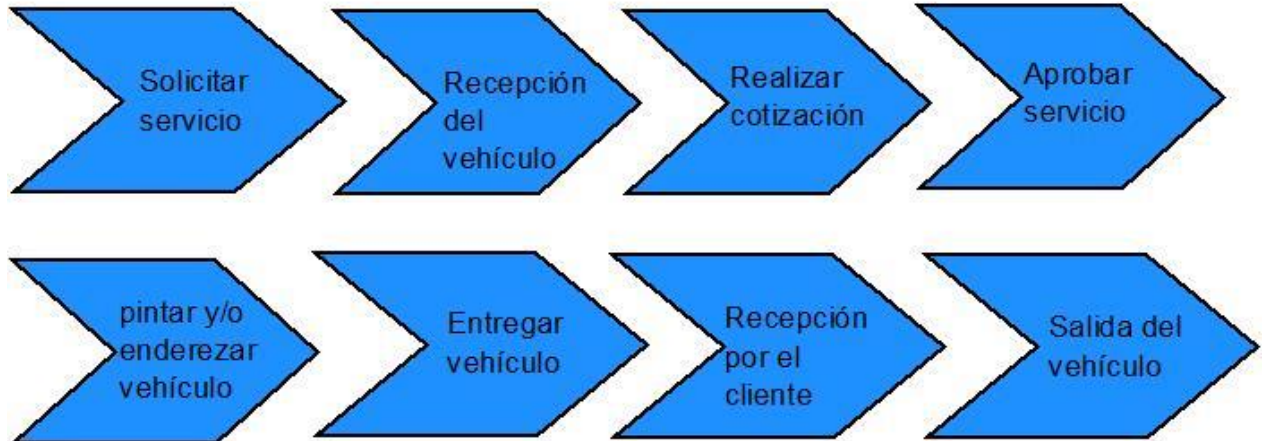 Solicitar
servicio
Recepción
del
vehículo
Realizar
cotización
Aprobar
servicio
pintar y/o
enderezar
vehículo
Entregar
vehículo
Recepción
por el
cliente
Salida del
vehículo